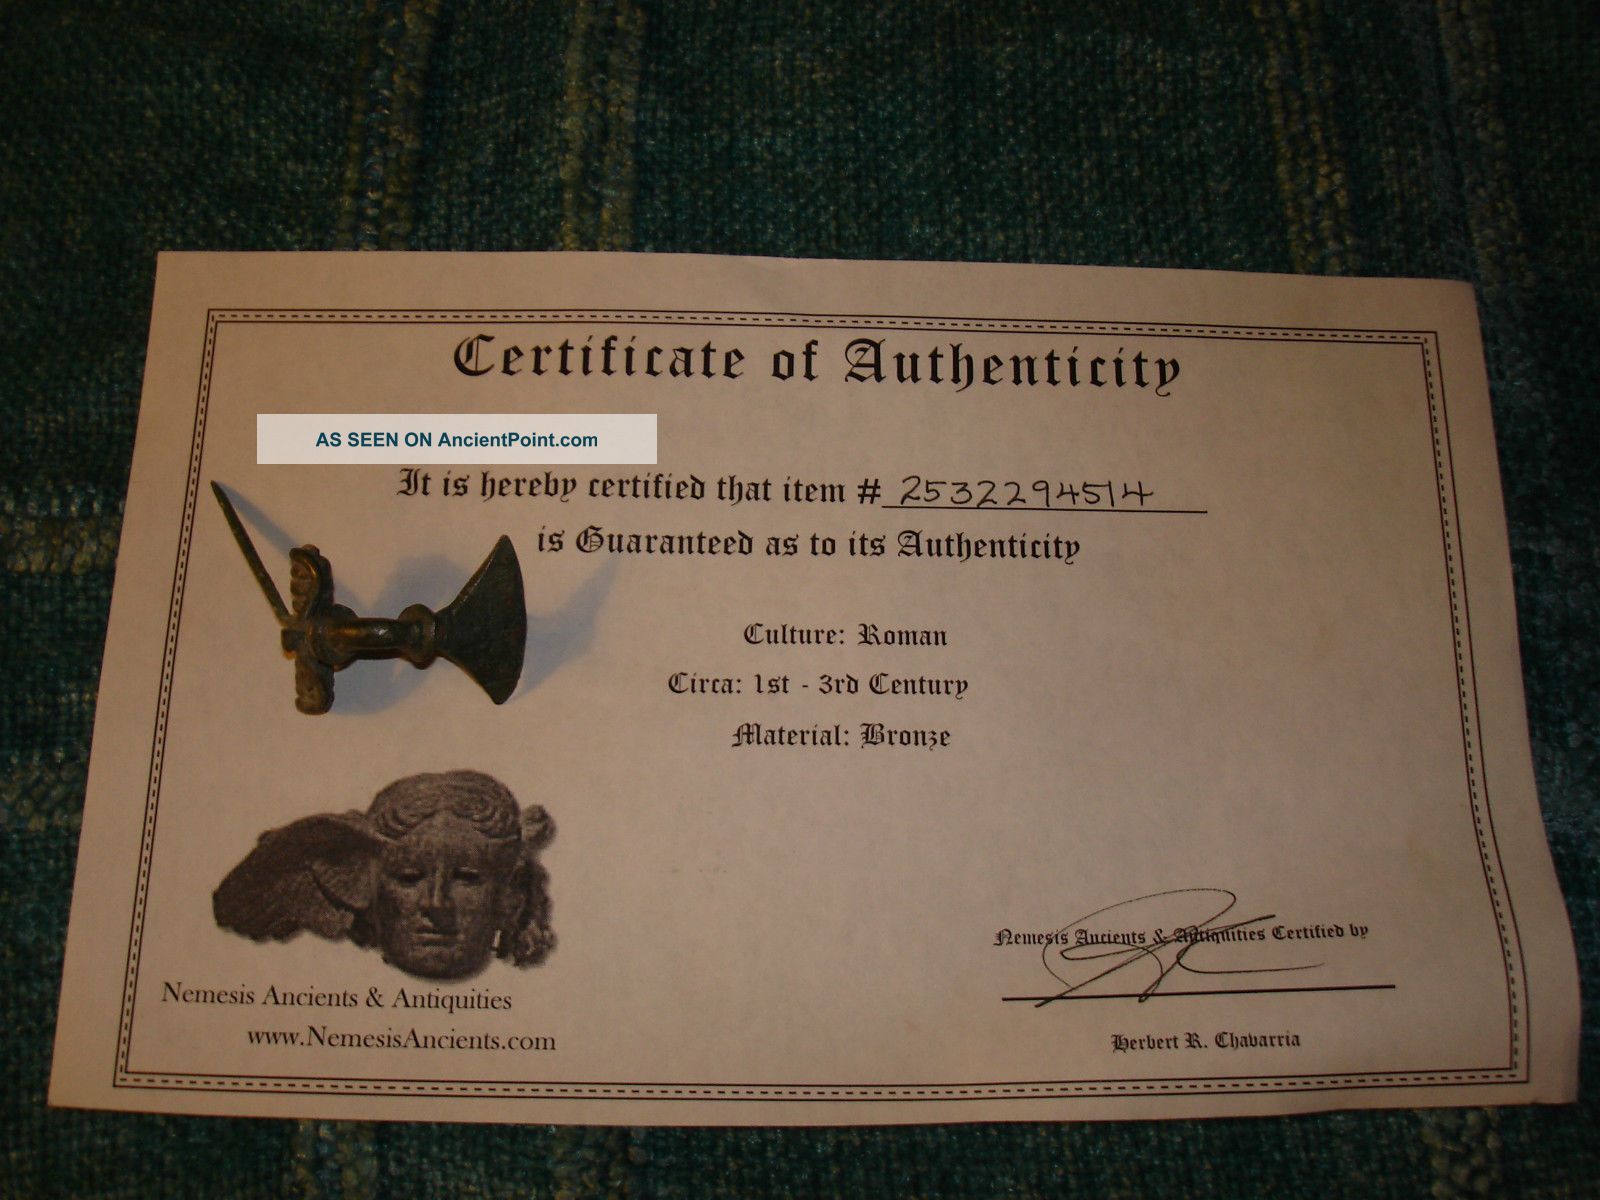 Certificate of Authenticity
AS SEEN ON AncientPoint.com
It is hereby certified that item # 2532294514
is Guaranteed as to its Authenticity
Culture: Roman
Circa: 1st - 3rd Century
Material: Bronze
Nemesis Ancients & Antiquities Certified by
Nemesis Ancients & Antiquities
www.NemesisAncients.com
Herbert R. Chavarria